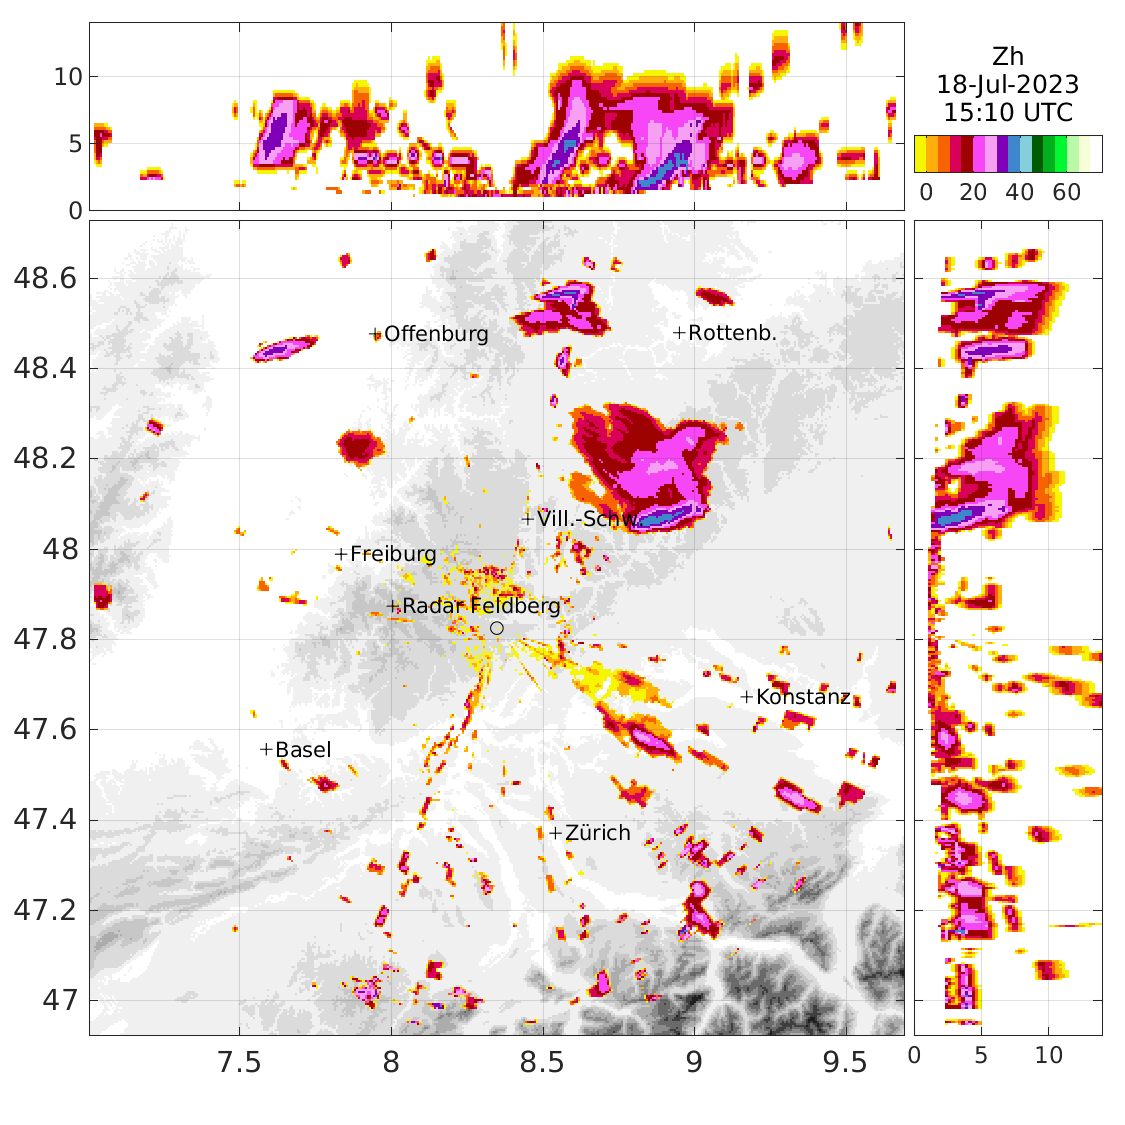 10
5
0
Zh
18-Jul-2023
15:10 UTC
0 20 40 60
48.6
48.4
48.2
48
47.8
47.6
47.4
47.2
47
+Offenburg
+Rottenb.
+Vill.-Schw.
+Freiburg
+Radar Feldberg
+Konstanz
+Basel
+Zürich
7.5 8 8.5 9 9.5
0 5 10